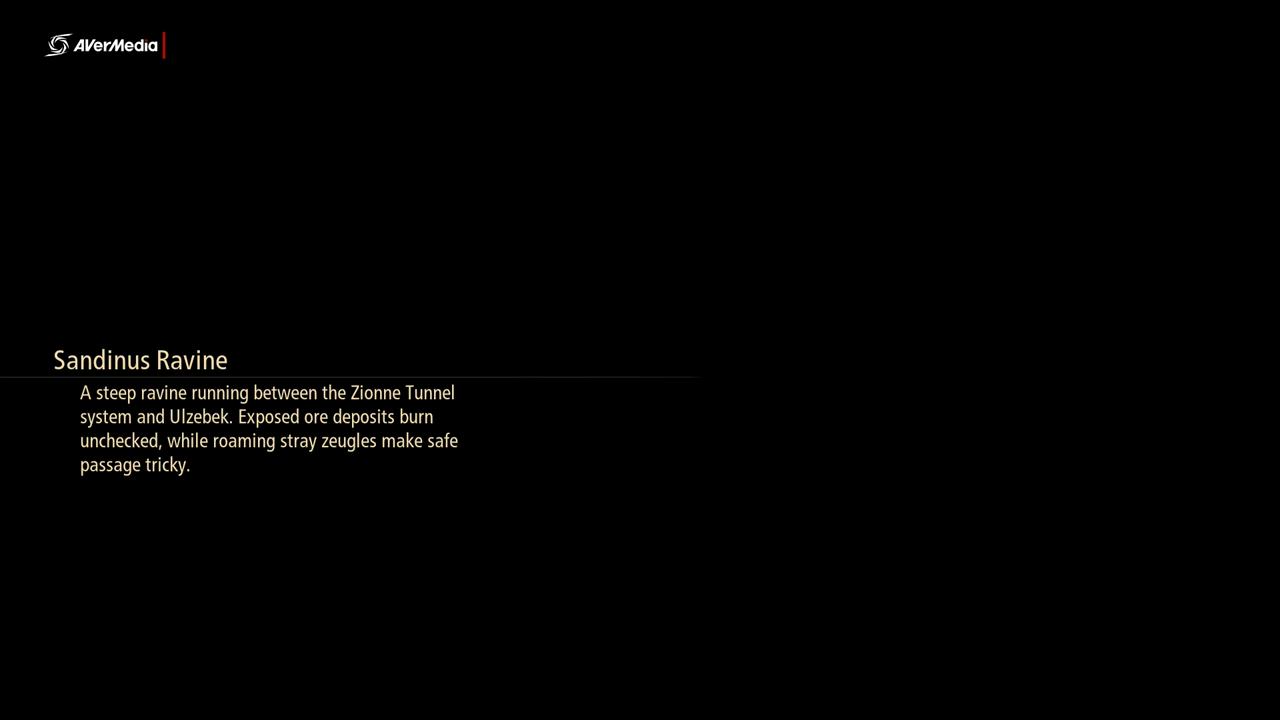 AVerMedia
Sandinus Ravine
A steep ravine running between the Zionne Tunnel
system and Ulzebek. Exposed ore deposits burn
unchecked, while roaming stray zeugles make safe
passage tricky.